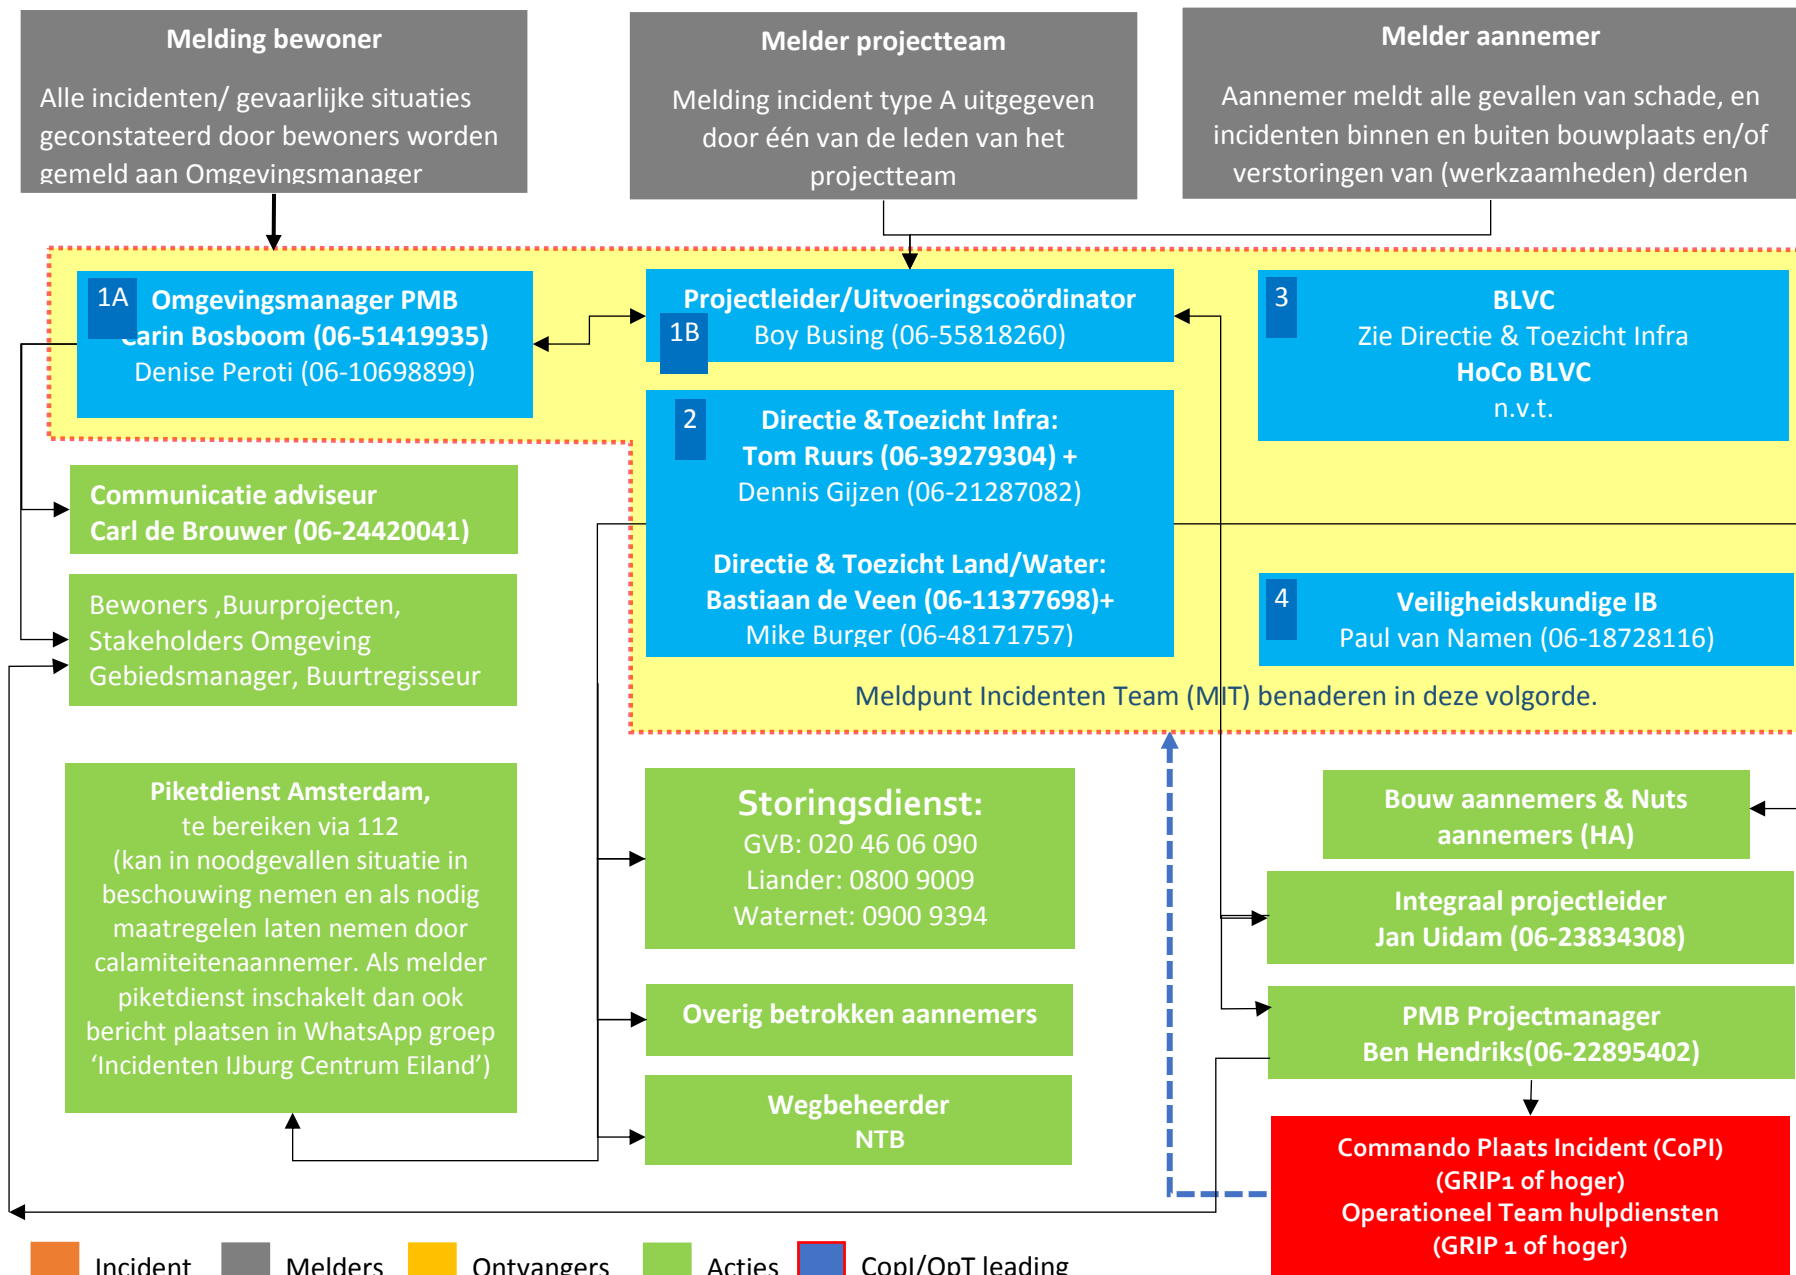 Melding bewoner
Alle incidenten/ gevaarlijke situaties
geconstateerd door bewoners worden
gemeld aan Omgevingsmanager
Melder projectteam
Melding incident type A uitgegeven
door één van de leden van het
projectteam
Melder aannemer
Aannemer meldt alle gevallen van schade, en
incidenten binnen en buiten bouwplaats en/of
verstoringen van (werkzaamheden) derden
1A
Omgevingsmanager PMB
Carin Bosboom (06-51419935)
Denise Peroti (06-10698899)
Projectleider/Uitvoeringscoördinator
1B
Boy Busing (06-55818260)
3
BLVC
Zie Directie & Toezicht Infra
HoCo BLVC
n.v.t.
2
Directie &Toezicht Infra:
Tom Ruurs (06-39279304) +
Dennis Gijzen (06-21287082)
Directie & Toezicht Land/Water:
Bastiaan de Veen (06-11377698)+
Mike Burger (06-48171757)
4
Veiligheidskundige IB
Paul van Namen (06-18728116)
Meldpunt Incidenten Team (MIT) benaderen in deze volgorde.
Communicatie adviseur
Carl de Brouwer (06-24420041)
Bewoners ,Buurprojecten,
Stakeholders Omgeving
Gebiedsmanager, Buurtregisseur
Piketdienst Amsterdam,
te bereiken via 112
(kan in noodgevallen situatie in
beschouwing nemen en als nodig
maatregelen laten nemen door
calamiteitenaannemer. Als melder
piketdienst inschakelt dan ook
bericht plaatsen in WhatsApp groep
‘Incidenten IJburg Centrum Eiland’)
Storingsdienst:
GVB: 020 46 06 090
Liander: 0800 9009
Waternet: 0900 9394
Overig betrokken aannemers
Wegbeheerder
NTB
Bouw aannemers & Nuts
aannemers (HA)
Integraal projectleider
Jan Uidam (06-23834308)
PMB Projectmanager
Ben Hendriks(06-22895402)
Commando Plaats Incident (CoPI)
(GRIP1 of hoger)
Operationeel Team hulpdiensten
(GRIP 1 of hoger)
Incident
Melders
Ontvangers
Acties
CopI/OpT leading